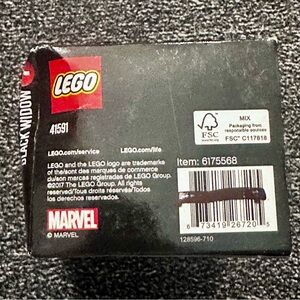 LEGO
BLACK WIDOW
41591
FSC
MIX
Packaging from
responsible sources
FSC® C117818
LEGO.com/service LEGO.com/life
LEGO and the LEGO logo are trademarks
of the/sont des marques de commerce
du/son marcas registradas de LEGO Group.
©2017 The LEGO Group. All rights
reserved/Tous droits réservés/Todos
los derechos reservados.
Item: 6175568
MARVEL
© MARVEL
6 73419 26720 5
128596-710